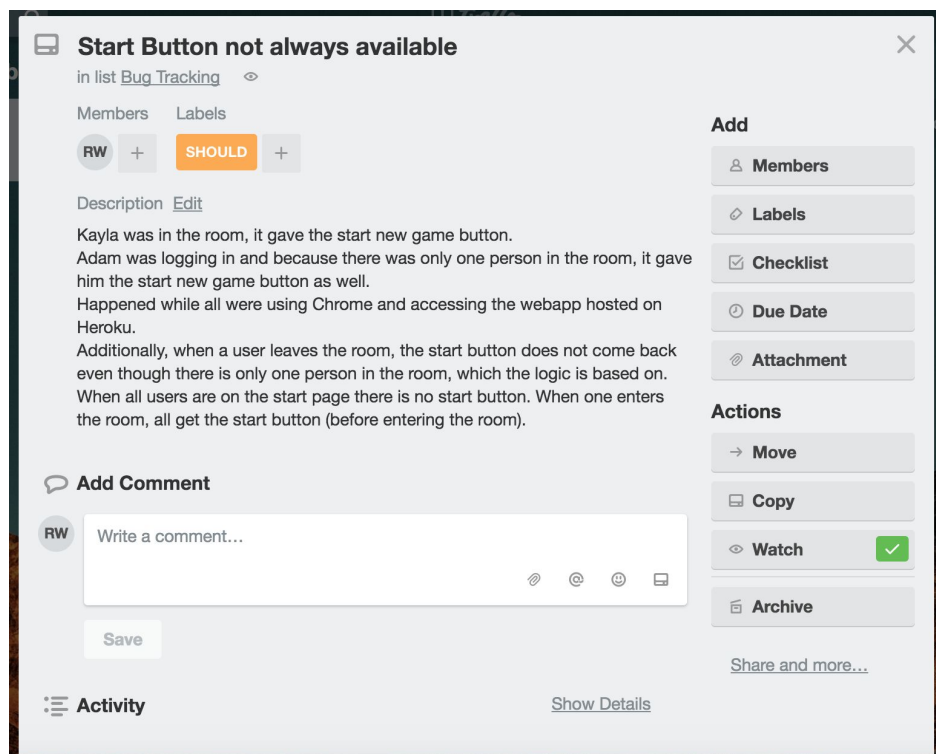 Start Button not always available
in list Bug Tracking
Members Labels
RW + SHOULD +
Description Edit
Kayla was in the room, it gave the start new game button.
Adam was logging in and because there was only one person in the room, it gave
him the start new game button as well.
Happened while all were using Chrome and accessing the webapp hosted on
Heroku.
Additionally, when a user leaves the room, the start button does not come back
even though there is only one person in the room, which the logic is based on.
When all users are on the start page there is no start button. When one enters
the room, all get the start button (before entering the room).
Add Comment
RW
Write a comment…
Save
Activity
Show Details
Add
Members
Labels
Checklist
Due Date
Attachment
Actions
Move
Copy
Watch
Archive
Share and more…